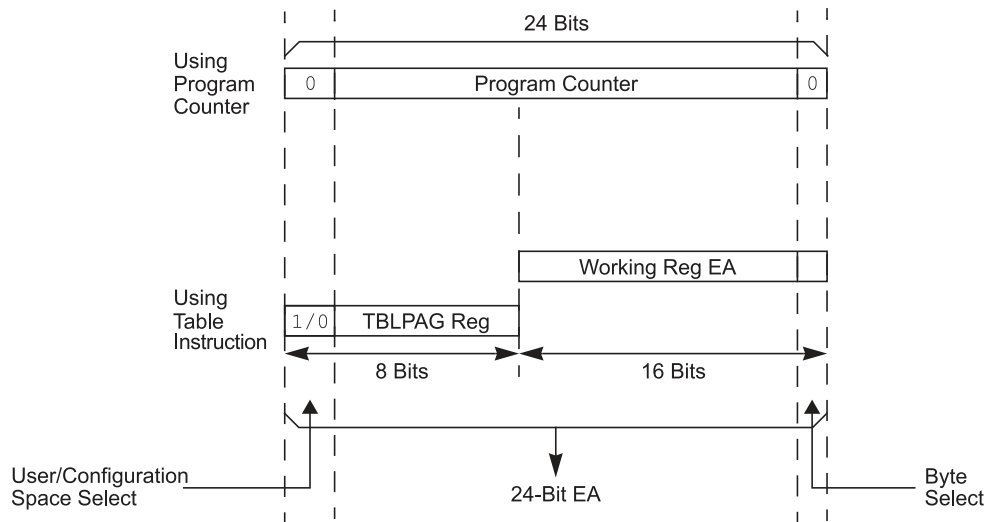 24 Bits
Using
Program
Counter
0
Program Counter
0
Working Reg EA
Using
Table
Instruction
1/0
TBLPAG Reg
8 Bits
16 Bits
User/Configuration
Space Select
24-Bit EA
Byte
Select